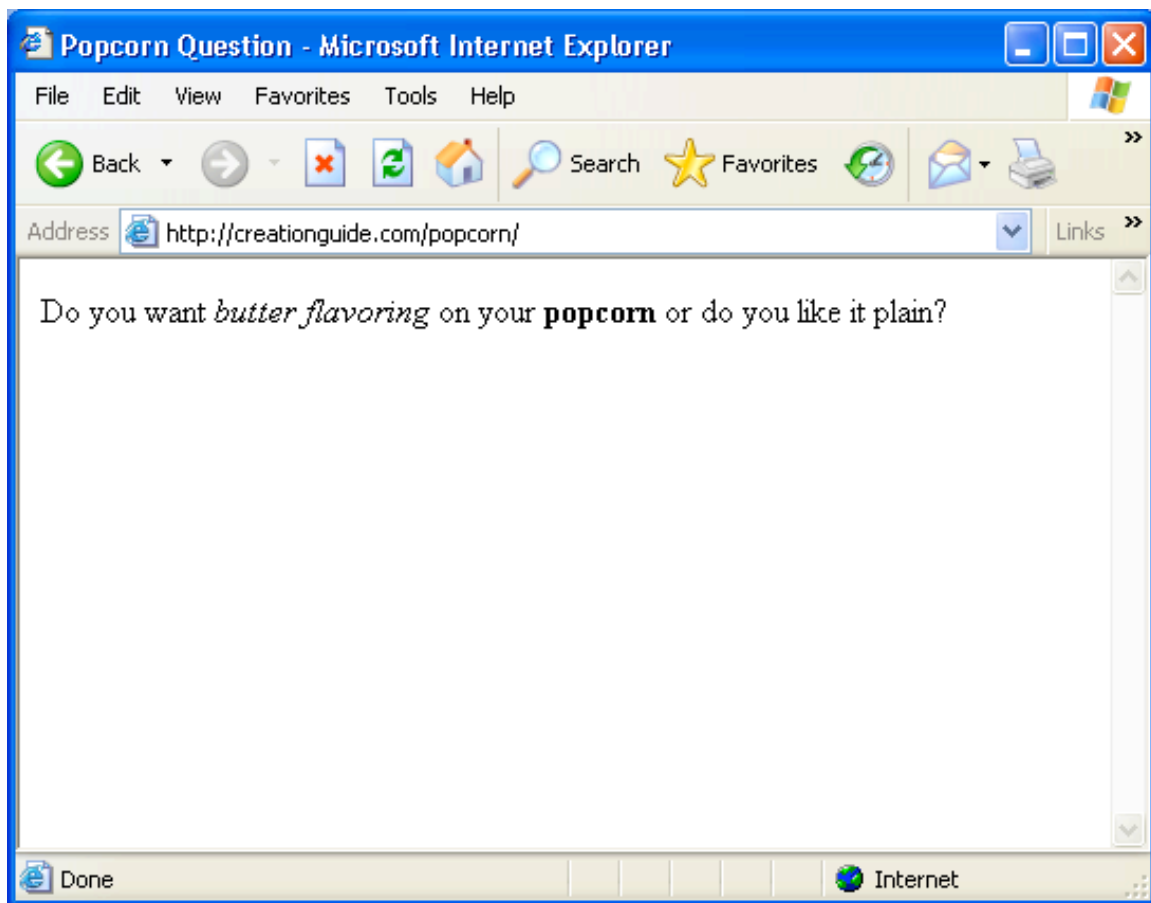 Popcorn Question - Microsoft Internet Explorer
File Edit View Favorites Tools Help
Back Search Favorites
Address http://creationguide.com/popcorn/ Links
Do you want butter flavoring on your popcorn or do you like it plain?
Done Internet